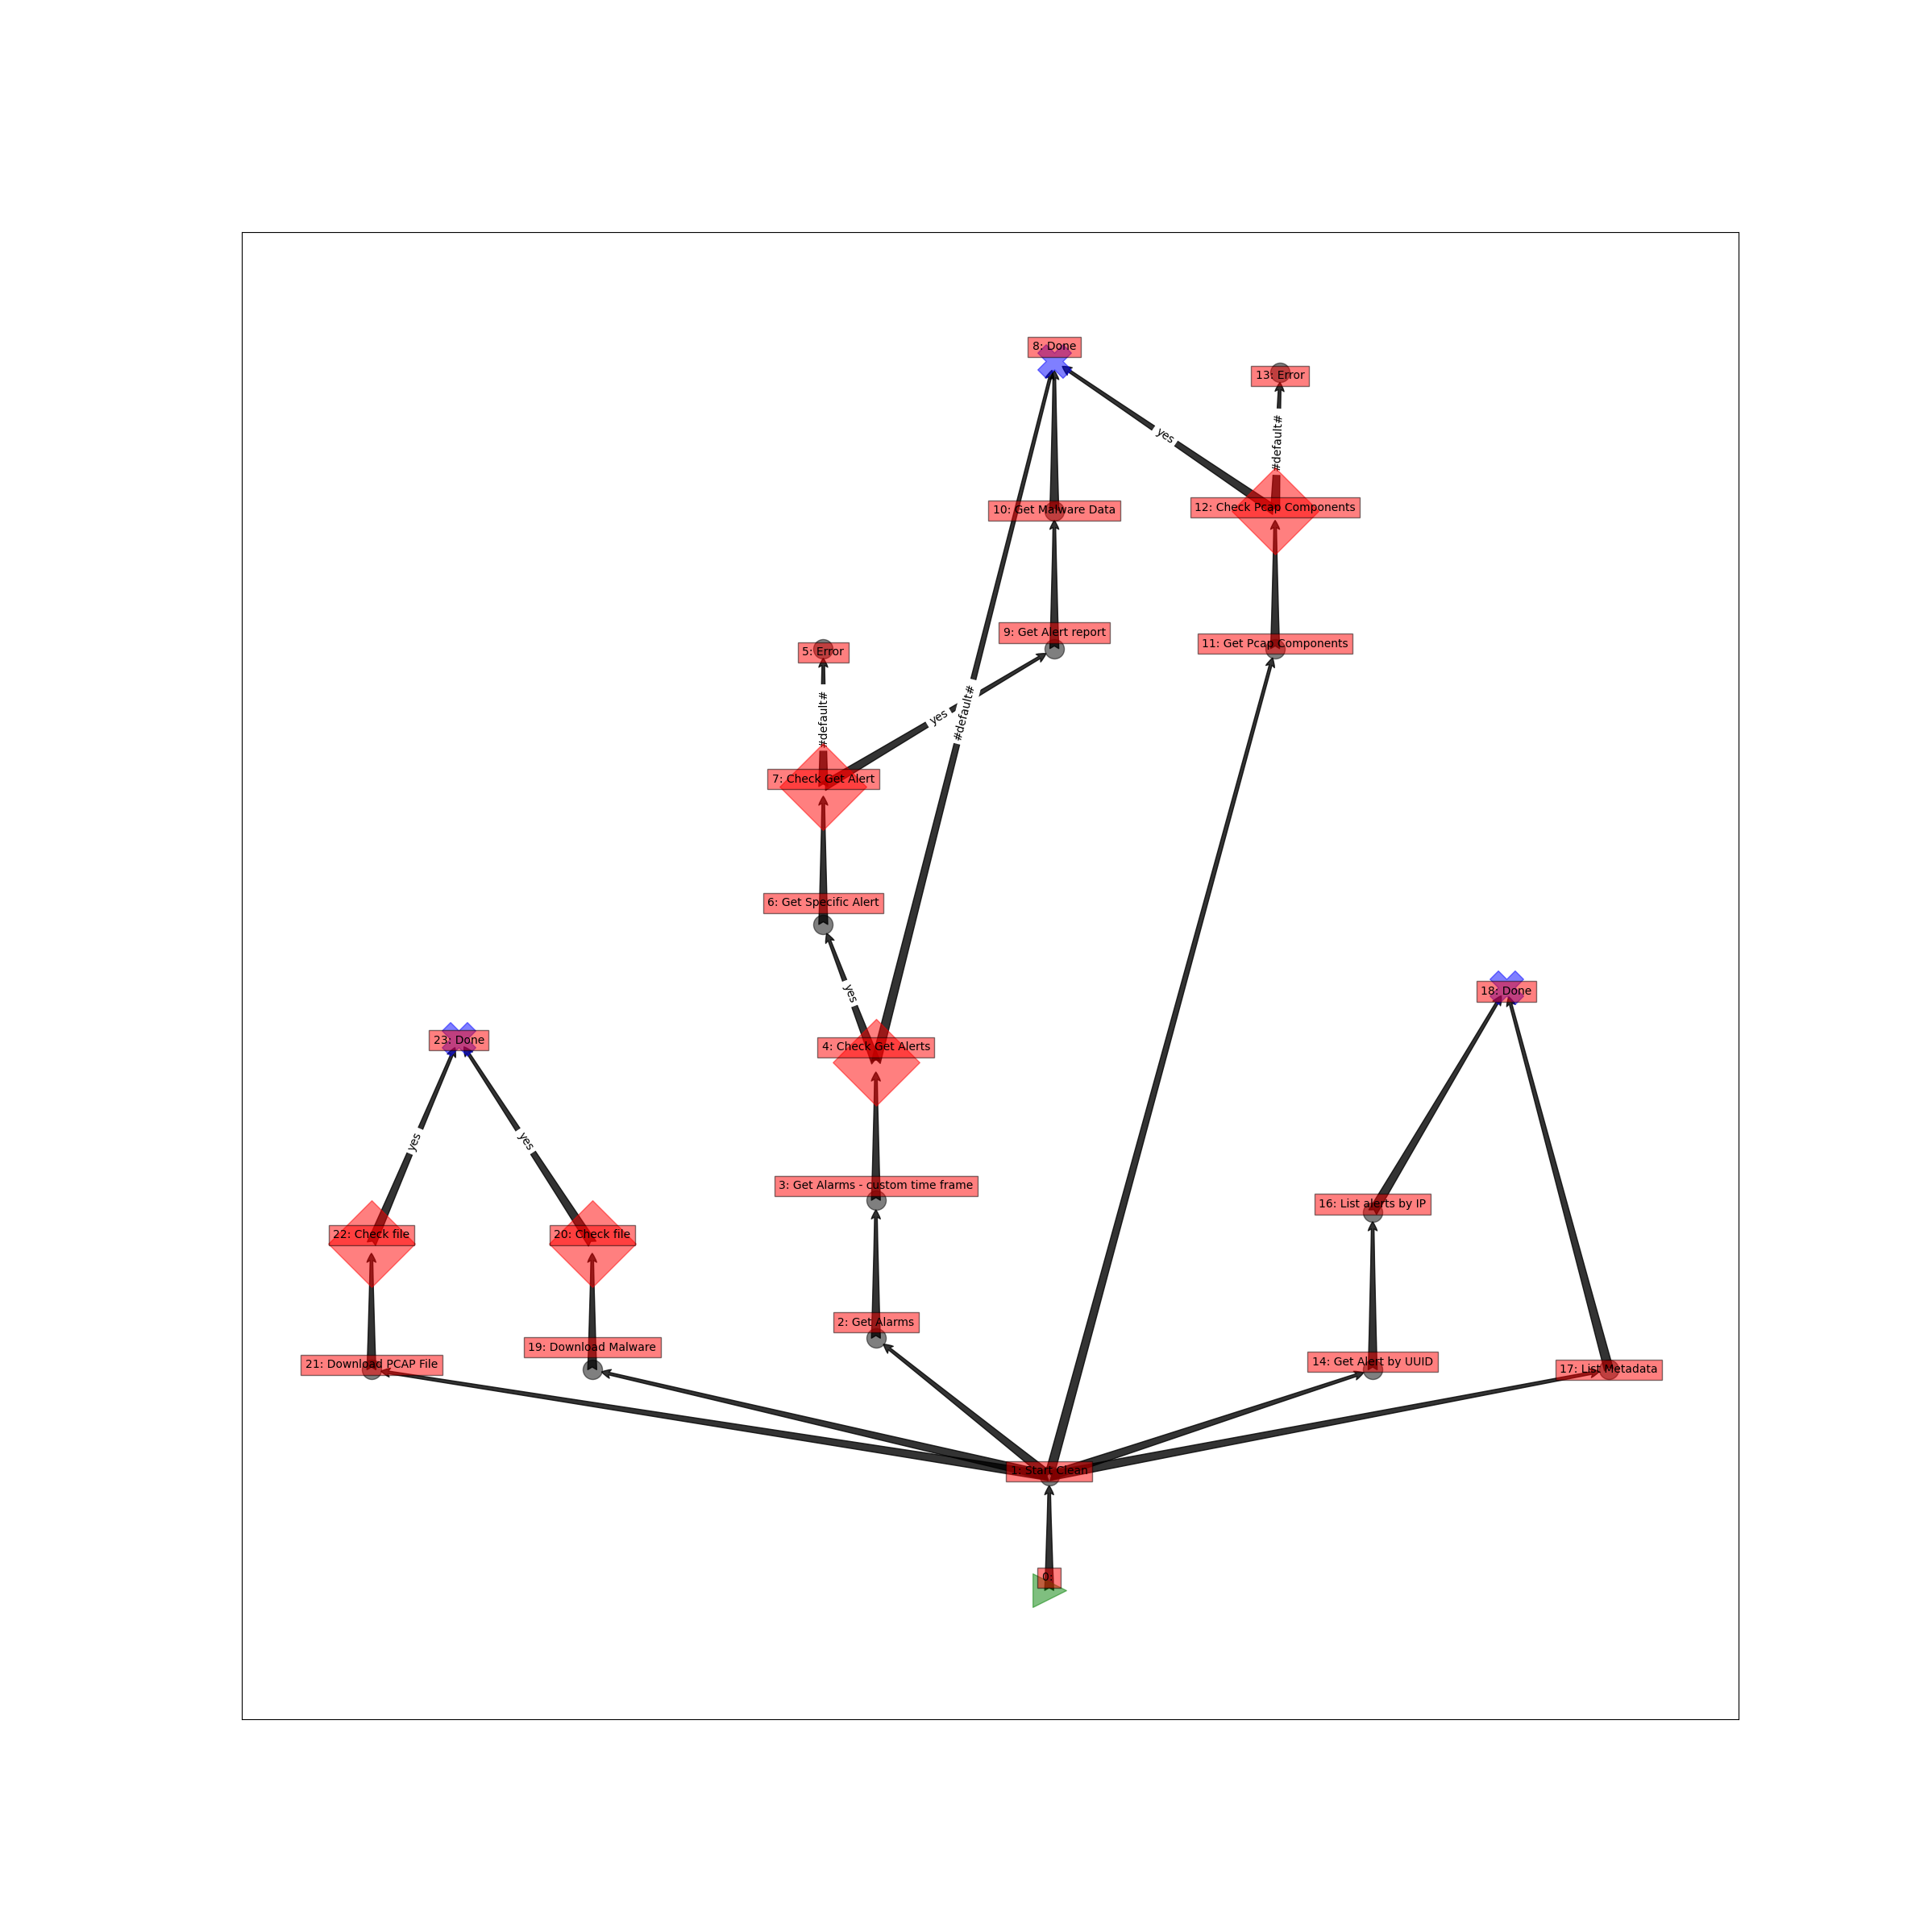 8: Done
13: Error
yes
#default#
10: Get Malware Data
12: Check Pcap Components
9: Get Alert report
11: Get Pcap Components
5: Error
#default#
yes
#default#
7: Check Get Alert
6: Get Specific Alert
yes
18: Done
23: Done
4: Check Get Alerts
yes
yes
3: Get Alarms - custom time frame
16: List alerts by IP
22: Check file
20: Check file
2: Get Alarms
19: Download Malware
21: Download PCAP File
14: Get Alert by UUID
17: List Metadata
1: Start Clean
0: